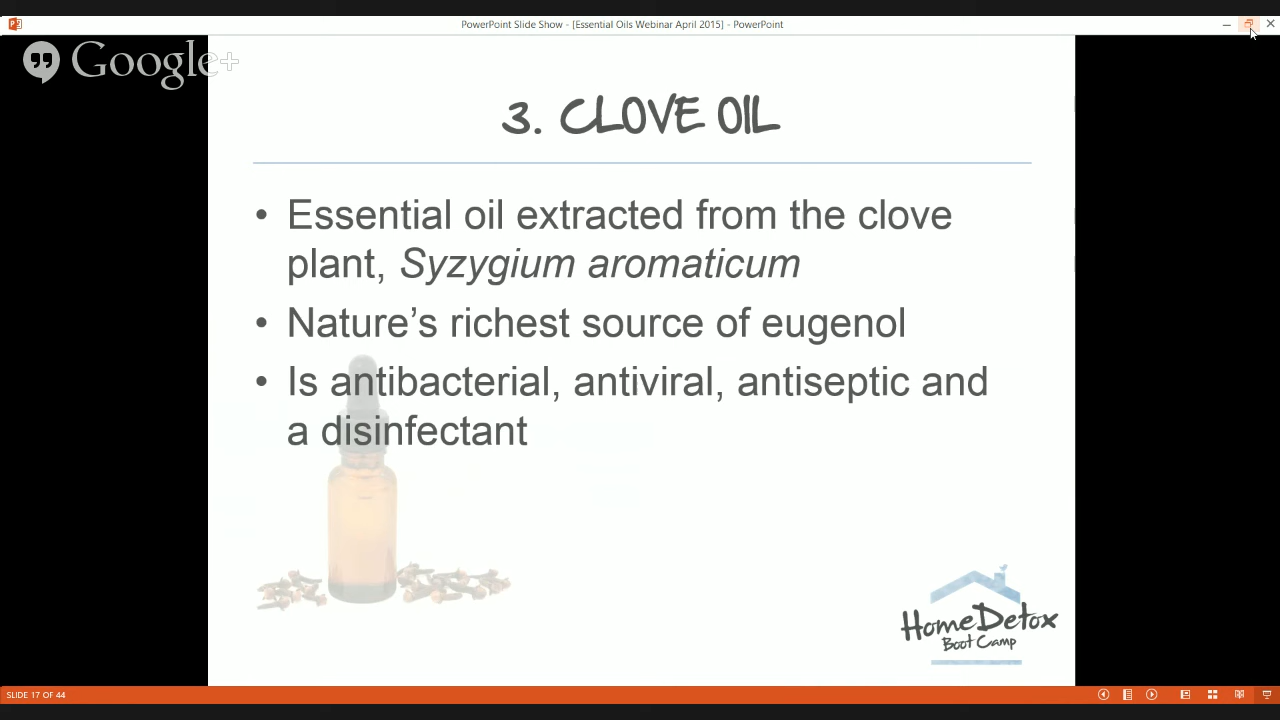 PowerPoint Slide Show - [Essential Oils Webinar April 2015] - PowerPoint
Google+
3. CLOVE OIL
• Essential oil extracted from the clove
plant, Syzygium aromaticum
• Nature’s richest source of eugenol
• Is antibacterial, antiviral, antiseptic and
a disinfectant
HomeDetox
Boot Camp
SLIDE 17 OF 44